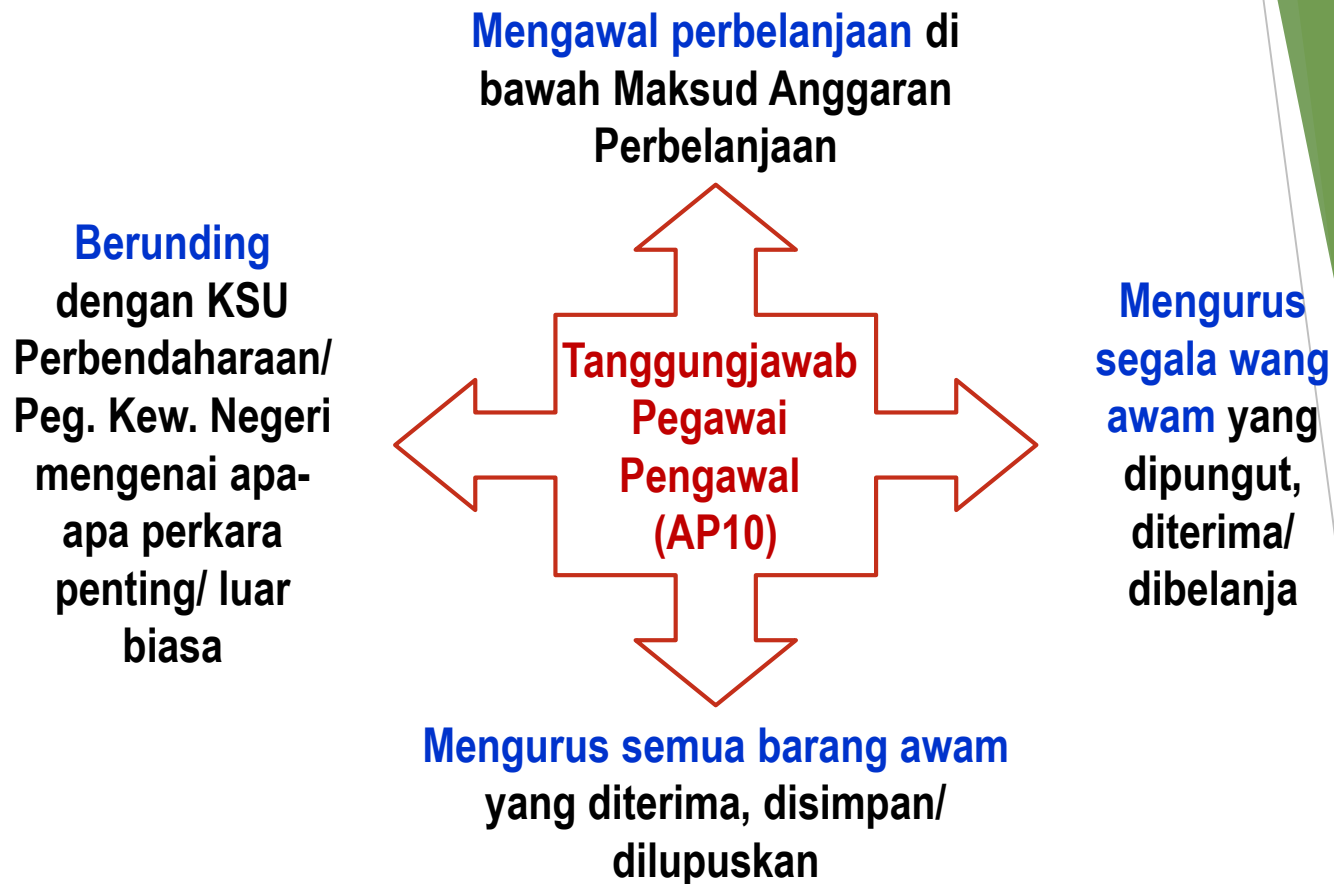 Mengawal perbelanjaan di
bawah Maksud Anggaran
Perbelanjaan
Berunding
dengan KSU
Perbendaharaan/
Peg. Kew. Negeri
mengenai apa-
apa perkara
penting/ luar
biasa
Tanggungjawab
Pegawai
Pengawal
(AP10)
Mengurus
segala wang
awam yang
dipungut,
diterima/
dibelanja
Mengurus semua barang awam
yang diterima, disimpan/
dilupuskan